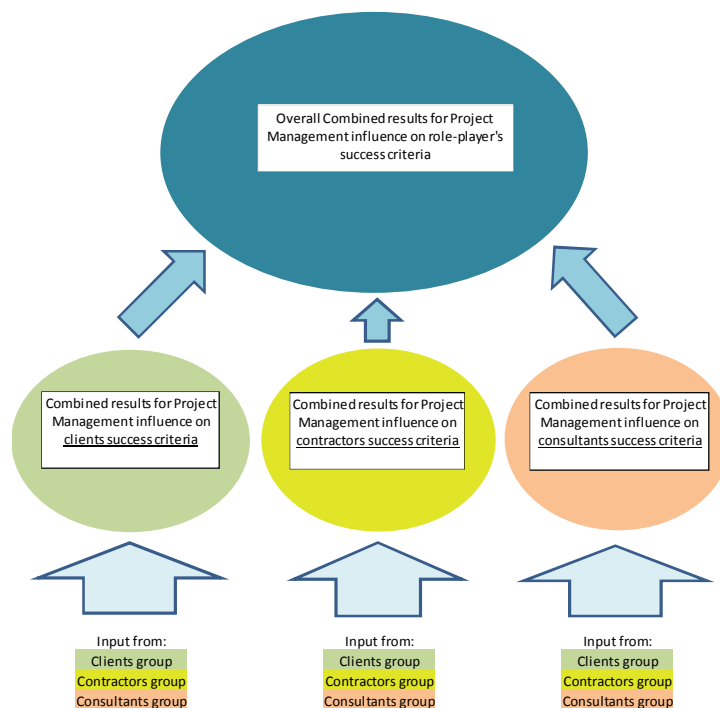 Overall Combined results for Project
Management influence on role-player's
success criteria
Combined results for Project
Management influence on
clients success criteria
Combined results for Project
Management influence on
contractors success criteria
Combined results for Project
Management influence on
consultants success criteria
Input from:
Clients group
Contractors group
Consultants group
Input from:
Clients group
Contractors group
Consultants group
Input from:
Clients group
Contractors group
Consultants group